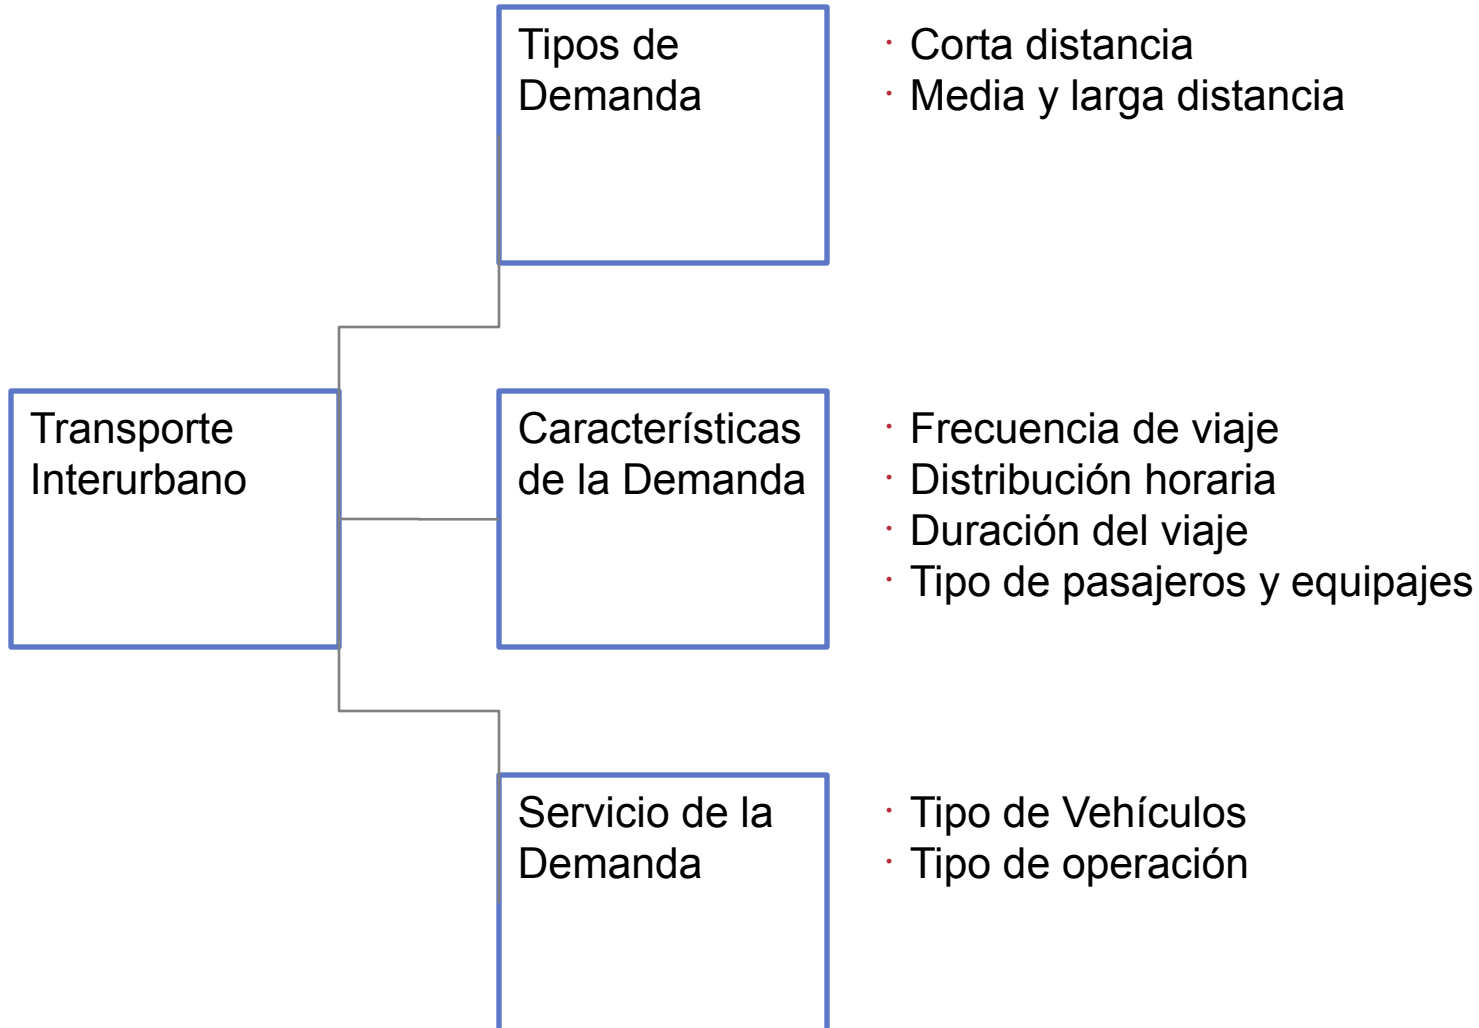 Tipos de
Demanda
· Corta distancia
· Media y larga distancia
Transporte
Interurbano
Características
de la Demanda
· Frecuencia de viaje
· Distribución horaria
· Duración del viaje
· Tipo de pasajeros y equipajes
Servicio de la
Demanda
· Tipo de Vehículos
· Tipo de operación